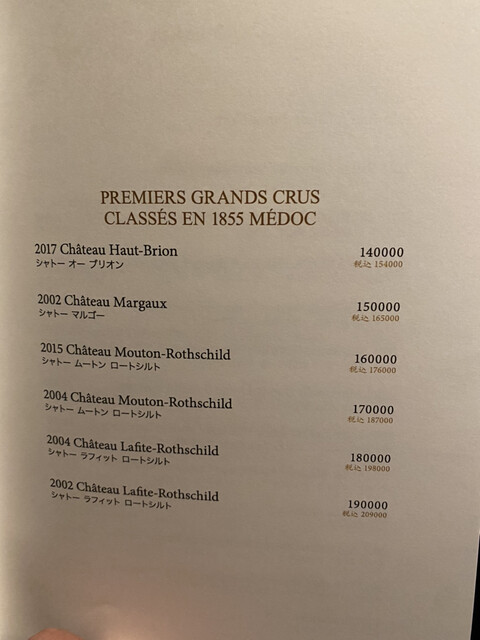 PREMIERS GRANDS CRUS
CLASSÉS EN 1855 MÉDOC
2017 Château Haut-Brion 140000
シャトー オー ブリオン 税込 154000
2002 Château Margaux 150000
シャトー マルゴー 税込 165000
2015 Château Mouton-Rothschild 160000
シャトー ムートン ロートシルト 税込 176000
2004 Château Mouton-Rothschild 170000
シャトー ムートン ロートシルト 税込 187000
2004 Château Lafite-Rothschild 180000
シャトー ラフィット ロートシルト 税込 198000
2002 Château Lafite-Rothschild 190000
シャトー ラフィット ロートシルト 税込 209000